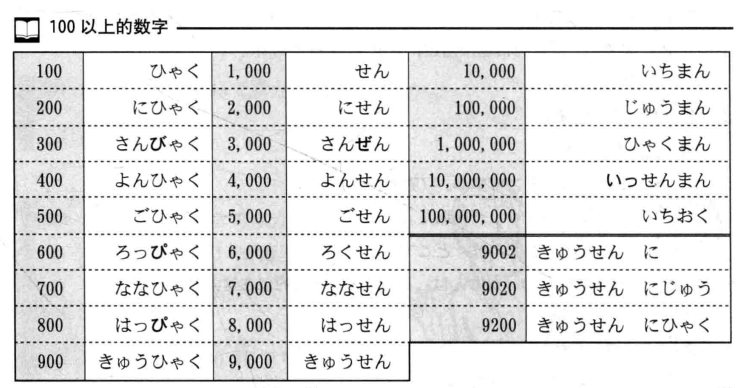 100 以上的数字
100 ひゃく 1,000 せん 10,000 いちまん
200 にひゃく 2,000 にせん 100,000 じゅうまん
300 さんびゃく 3,000 さんぜん 1,000,000 ひゃくまん
400 よんひゃく 4,000 よんせん 10,000,000 いっせんまん
500 ごひゃく 5,000 ごせん 100,000,000 いちおく
600 ろっぴゃく 6,000 ろくせん 9002 きゅうせん に
700 ななひゃく 7,000 ななせん 9020 きゅうせん にじゅう
800 はっぴゃく 8,000 はっせん 9200 きゅうせん にひゃく
900 きゅうひゃく 9,000 きゅうせん